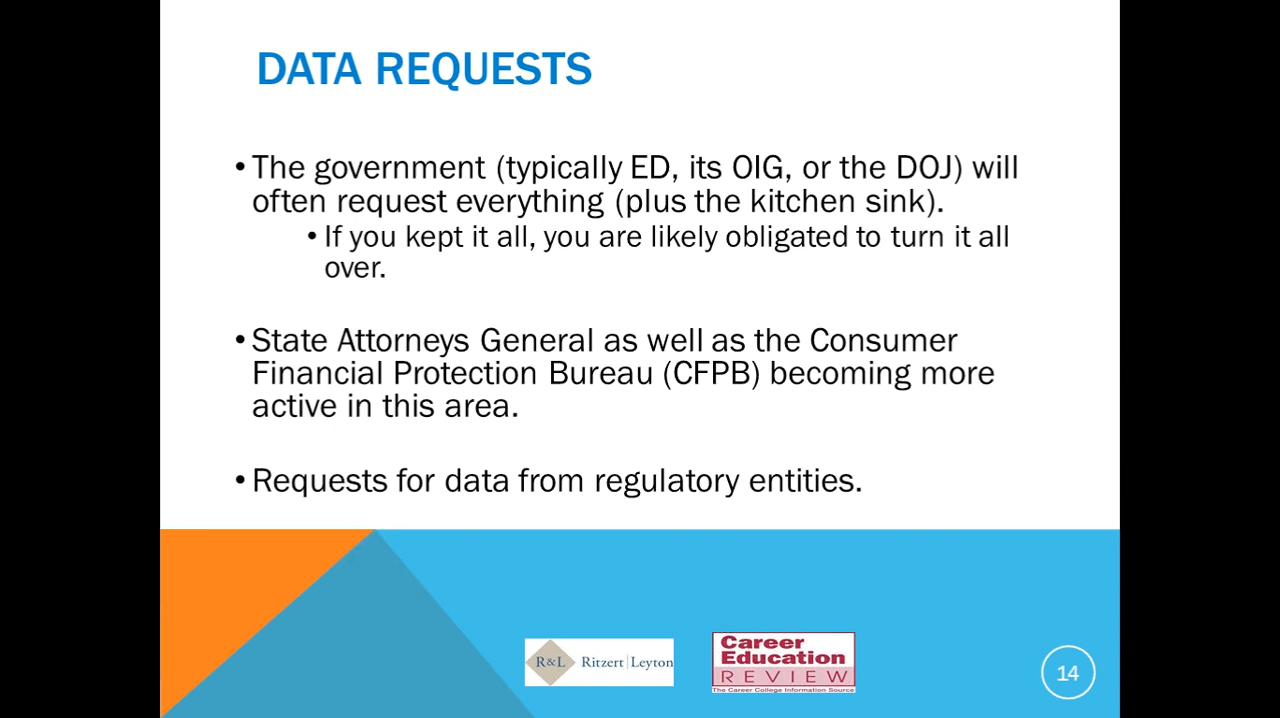 DATA REQUESTS
• The government (typically ED, its OIG, or the DOJ) will
often request everything (plus the kitchen sink).
• If you kept it all, you are likely obligated to turn it all
over.
• State Attorneys General as well as the Consumer
Financial Protection Bureau (CFPB) becoming more
active in this area.
• Requests for data from regulatory entities.
R&L Ritzert|Leyton
Career
Education
REVIEW
The Career College Information Source
14